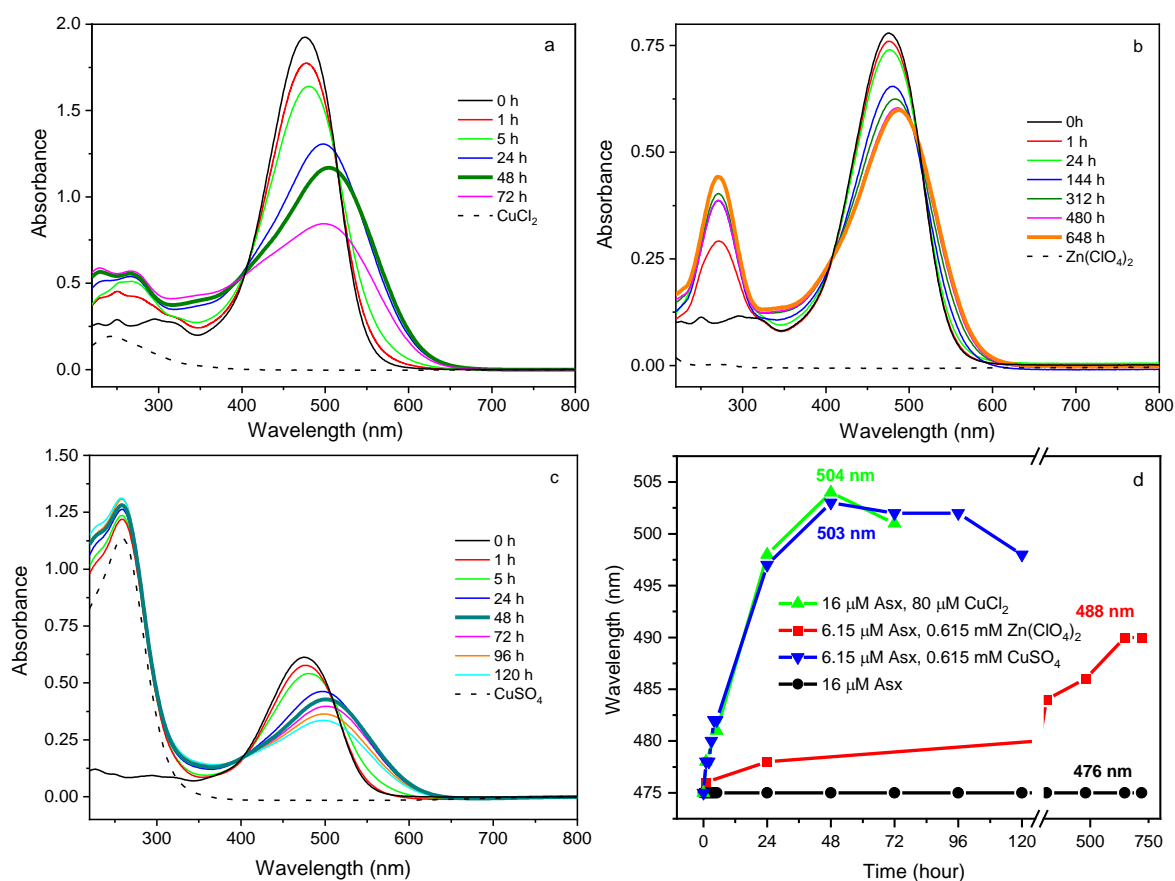 a
2.0
1.5
1.0
0.5
0.0
Absorbance
0 h
1 h
5 h
24 h
48 h
72 h
CuCl₂
300 400 500 600 700 800
Wavelength (nm)
b
0.75
0.50
0.25
0.00
Absorbance
0h
1 h
24 h
144 h
312 h
480 h
648 h
Zn(ClO₄)₂
300 400 500 600 700 800
Wavelength (nm)
c
1.50
1.25
1.00
0.75
0.50
0.25
0.00
Absorbance
0 h
1 h
5 h
24 h
48 h
72 h
96 h
120 h
CuSO₄
300 400 500 600 700 800
Wavelength (nm)
d
505
500
495
490
485
480
475
Wavelength (nm)
504 nm
503 nm
16 μM Asx, 80 μM CuCl₂
488 nm
6.15 μM Asx, 0.615 mM Zn(ClO₄)₂
6.15 μM Asx, 0.615 mM CuSO₄
16 μM Asx
476 nm
0 24 48 72 96 120 500 750
Time (hour)